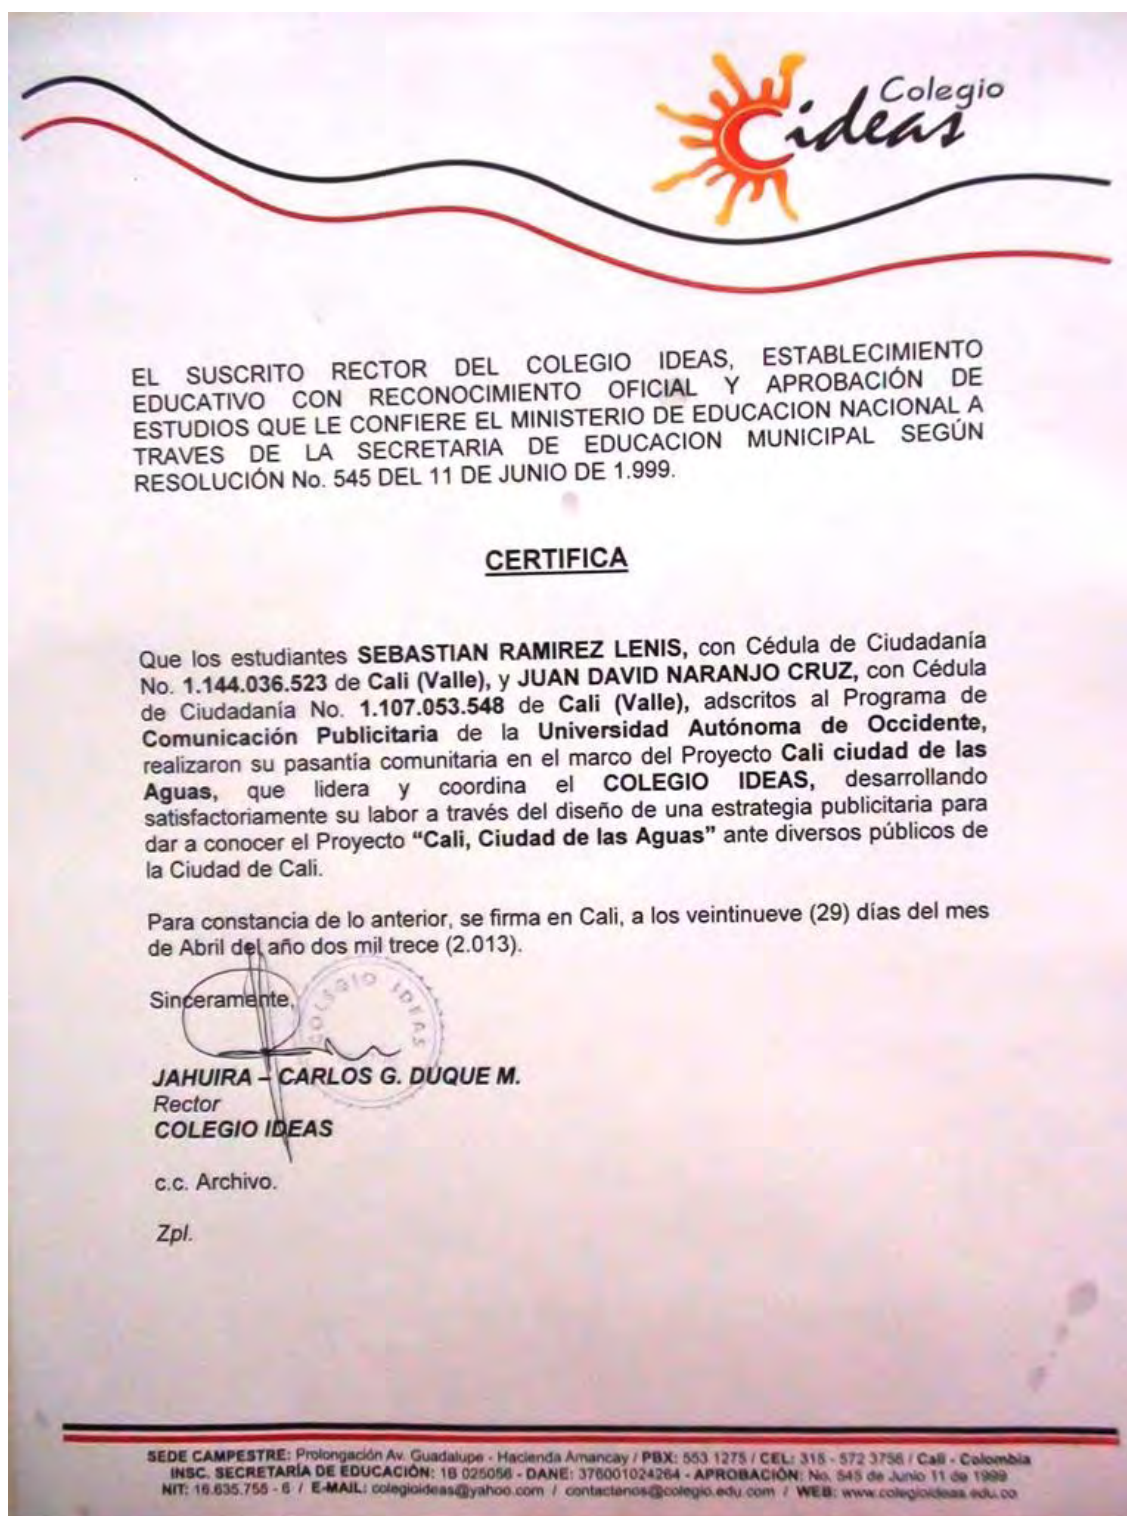 Colegio
ideas
EL SUSCRITO RECTOR DEL COLEGIO IDEAS, ESTABLECIMIENTO
EDUCATIVO CON RECONOCIMIENTO OFICIAL Y APROBACIÓN DE
ESTUDIOS QUE LE CONFIERE EL MINISTERIO DE EDUCACION NACIONAL A
TRAVES DE LA SECRETARIA DE EDUCACION MUNICIPAL SEGÚN
RESOLUCIÓN No. 545 DEL 11 DE JUNIO DE 1.999.
CERTIFICA
Que los estudiantes SEBASTIAN RAMIREZ LENIS, con Cédula de Ciudadanía
No. 1.144.036.523 de Cali (Valle), y JUAN DAVID NARANJO CRUZ, con Cédula
de Ciudadanía No. 1.107.053.548 de Cali (Valle), adscritos al Programa de
Comunicación Publicitaria de la Universidad Autónoma de Occidente,
realizaron su pasantía comunitaria en el marco del Proyecto Cali ciudad de las
Aguas, que lidera y coordina el COLEGIO IDEAS, desarrollando
satisfactoriamente su labor a través del diseño de una estrategia publicitaria para
dar a conocer el Proyecto “Cali, Ciudad de las Aguas” ante diversos públicos de
la Ciudad de Cali.
Para constancia de lo anterior, se firma en Cali, a los veintinueve (29) días del mes
de Abril del año dos mil trece (2.013).
Sinceramente,
COLEGIO IDEAS
JAHUIRA – CARLOS G. DUQUE M.
Rector
COLEGIO IDEAS
c.c. Archivo.
Zpl.
SEDE CAMPESTRE: Prolongación Av. Guadalupe - Hacienda Amancay / PBX: 553 1275 / CEL: 315 - 572 3756 / Cali - Colombia
INSC. SECRETARÍA DE EDUCACIÓN: 1B 025056 - DANE: 376001024264 - APROBACIÓN: No. 545 de Junio 11 de 1999
NIT: 16.635.755 - 6 / E-MAIL: colegioideas@yahoo.com / contactenos@colegio.edu.com / WEB: www.colegioideas.edu.co